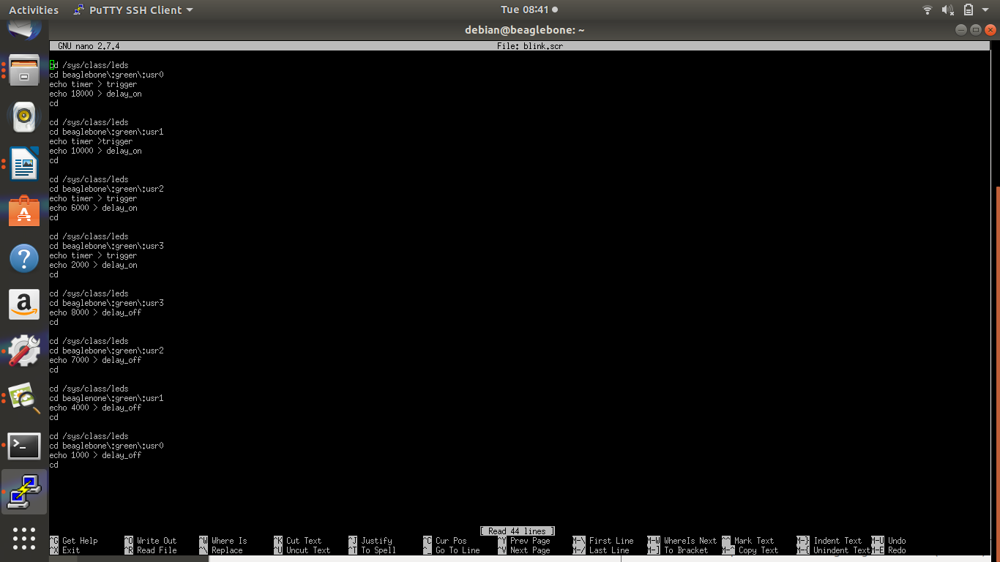 Activities PuTTY SSH Client Tue 08:41
debian@beaglebone: ~
GNU nano 2.7.4 File: blink.scr
cd /sys/class/leds
cd beaglebone\:green\:usr0
echo timer > trigger
echo 18000 > delay_on
cd
cd /sys/class/leds
cd beaglebone\:green\:usr1
echo timer >trigger
echo 10000 > delay_on
cd
cd /sys/class/leds
cd beaglebone\:green\:usr2
echo timer > trigger
echo 6000 > delay_on
cd
cd /sys/class/leds
cd beaglebone\:green\:usr3
echo timer > trigger
echo 2000 > delay_on
cd
cd /sys/class/leds
cd beaglebone\:green\:usr3
echo 8000 > delay_off
cd
cd /sys/class/leds
cd beaglebone\:green\:usr2
echo 7000 > delay_off
cd
cd /sys/class/leds
cd beaglenone\:green\:usr1
echo 4000 > delay_off
cd
cd /sys/class/leds
cd beaglebone\:green\:usr0
echo 1000 > delay_off
cd
[ Read 44 lines ]
^G Get Help ^O Write Out ^W Where Is ^K Cut Text ^J Justify ^C Cur Pos ^Y Prev Page M-\ First Line M-W WhereIs Next ^^ Mark Text M-} Indent Text M-U Undo
^X Exit ^R Read File ^\ Replace ^U Uncut Text ^T To Spell ^_ Go To Line ^V Next Page M-/ Last Line M-] To Bracket M-^ Copy Text M-{ Unindent Text M-E Redo